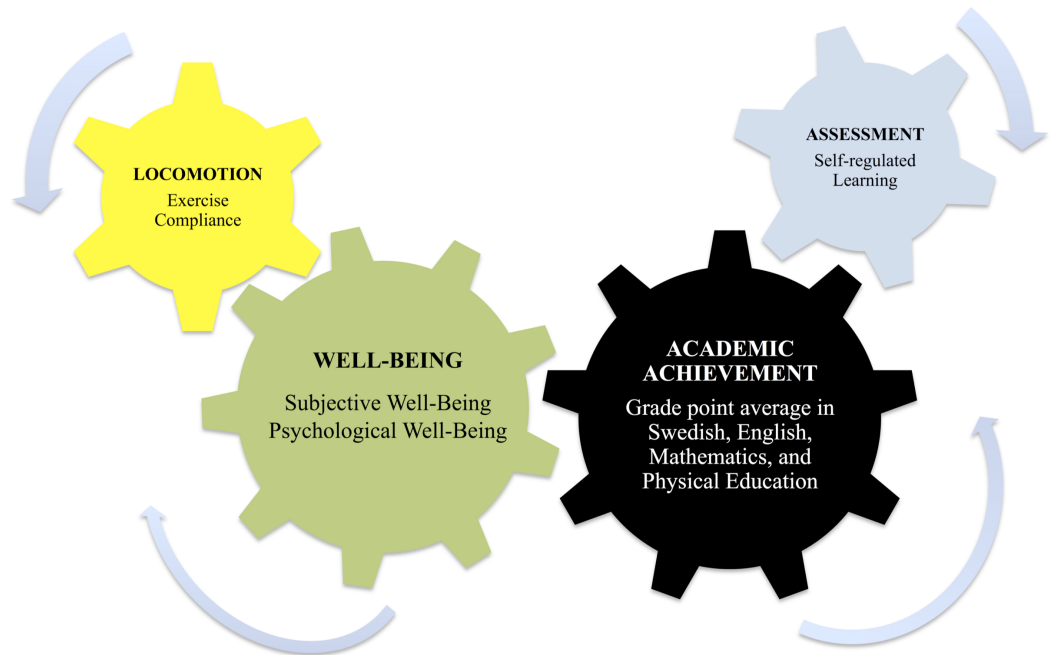 LOCOMOTION
Exercise
Compliance
ASSESSMENT
Self-regulated
Learning
WELL-BEING
Subjective Well-Being
Psychological Well-Being
ACADEMIC
ACHIEVEMENT
Grade point average in
Swedish, English,
Mathematics, and
Physical Education